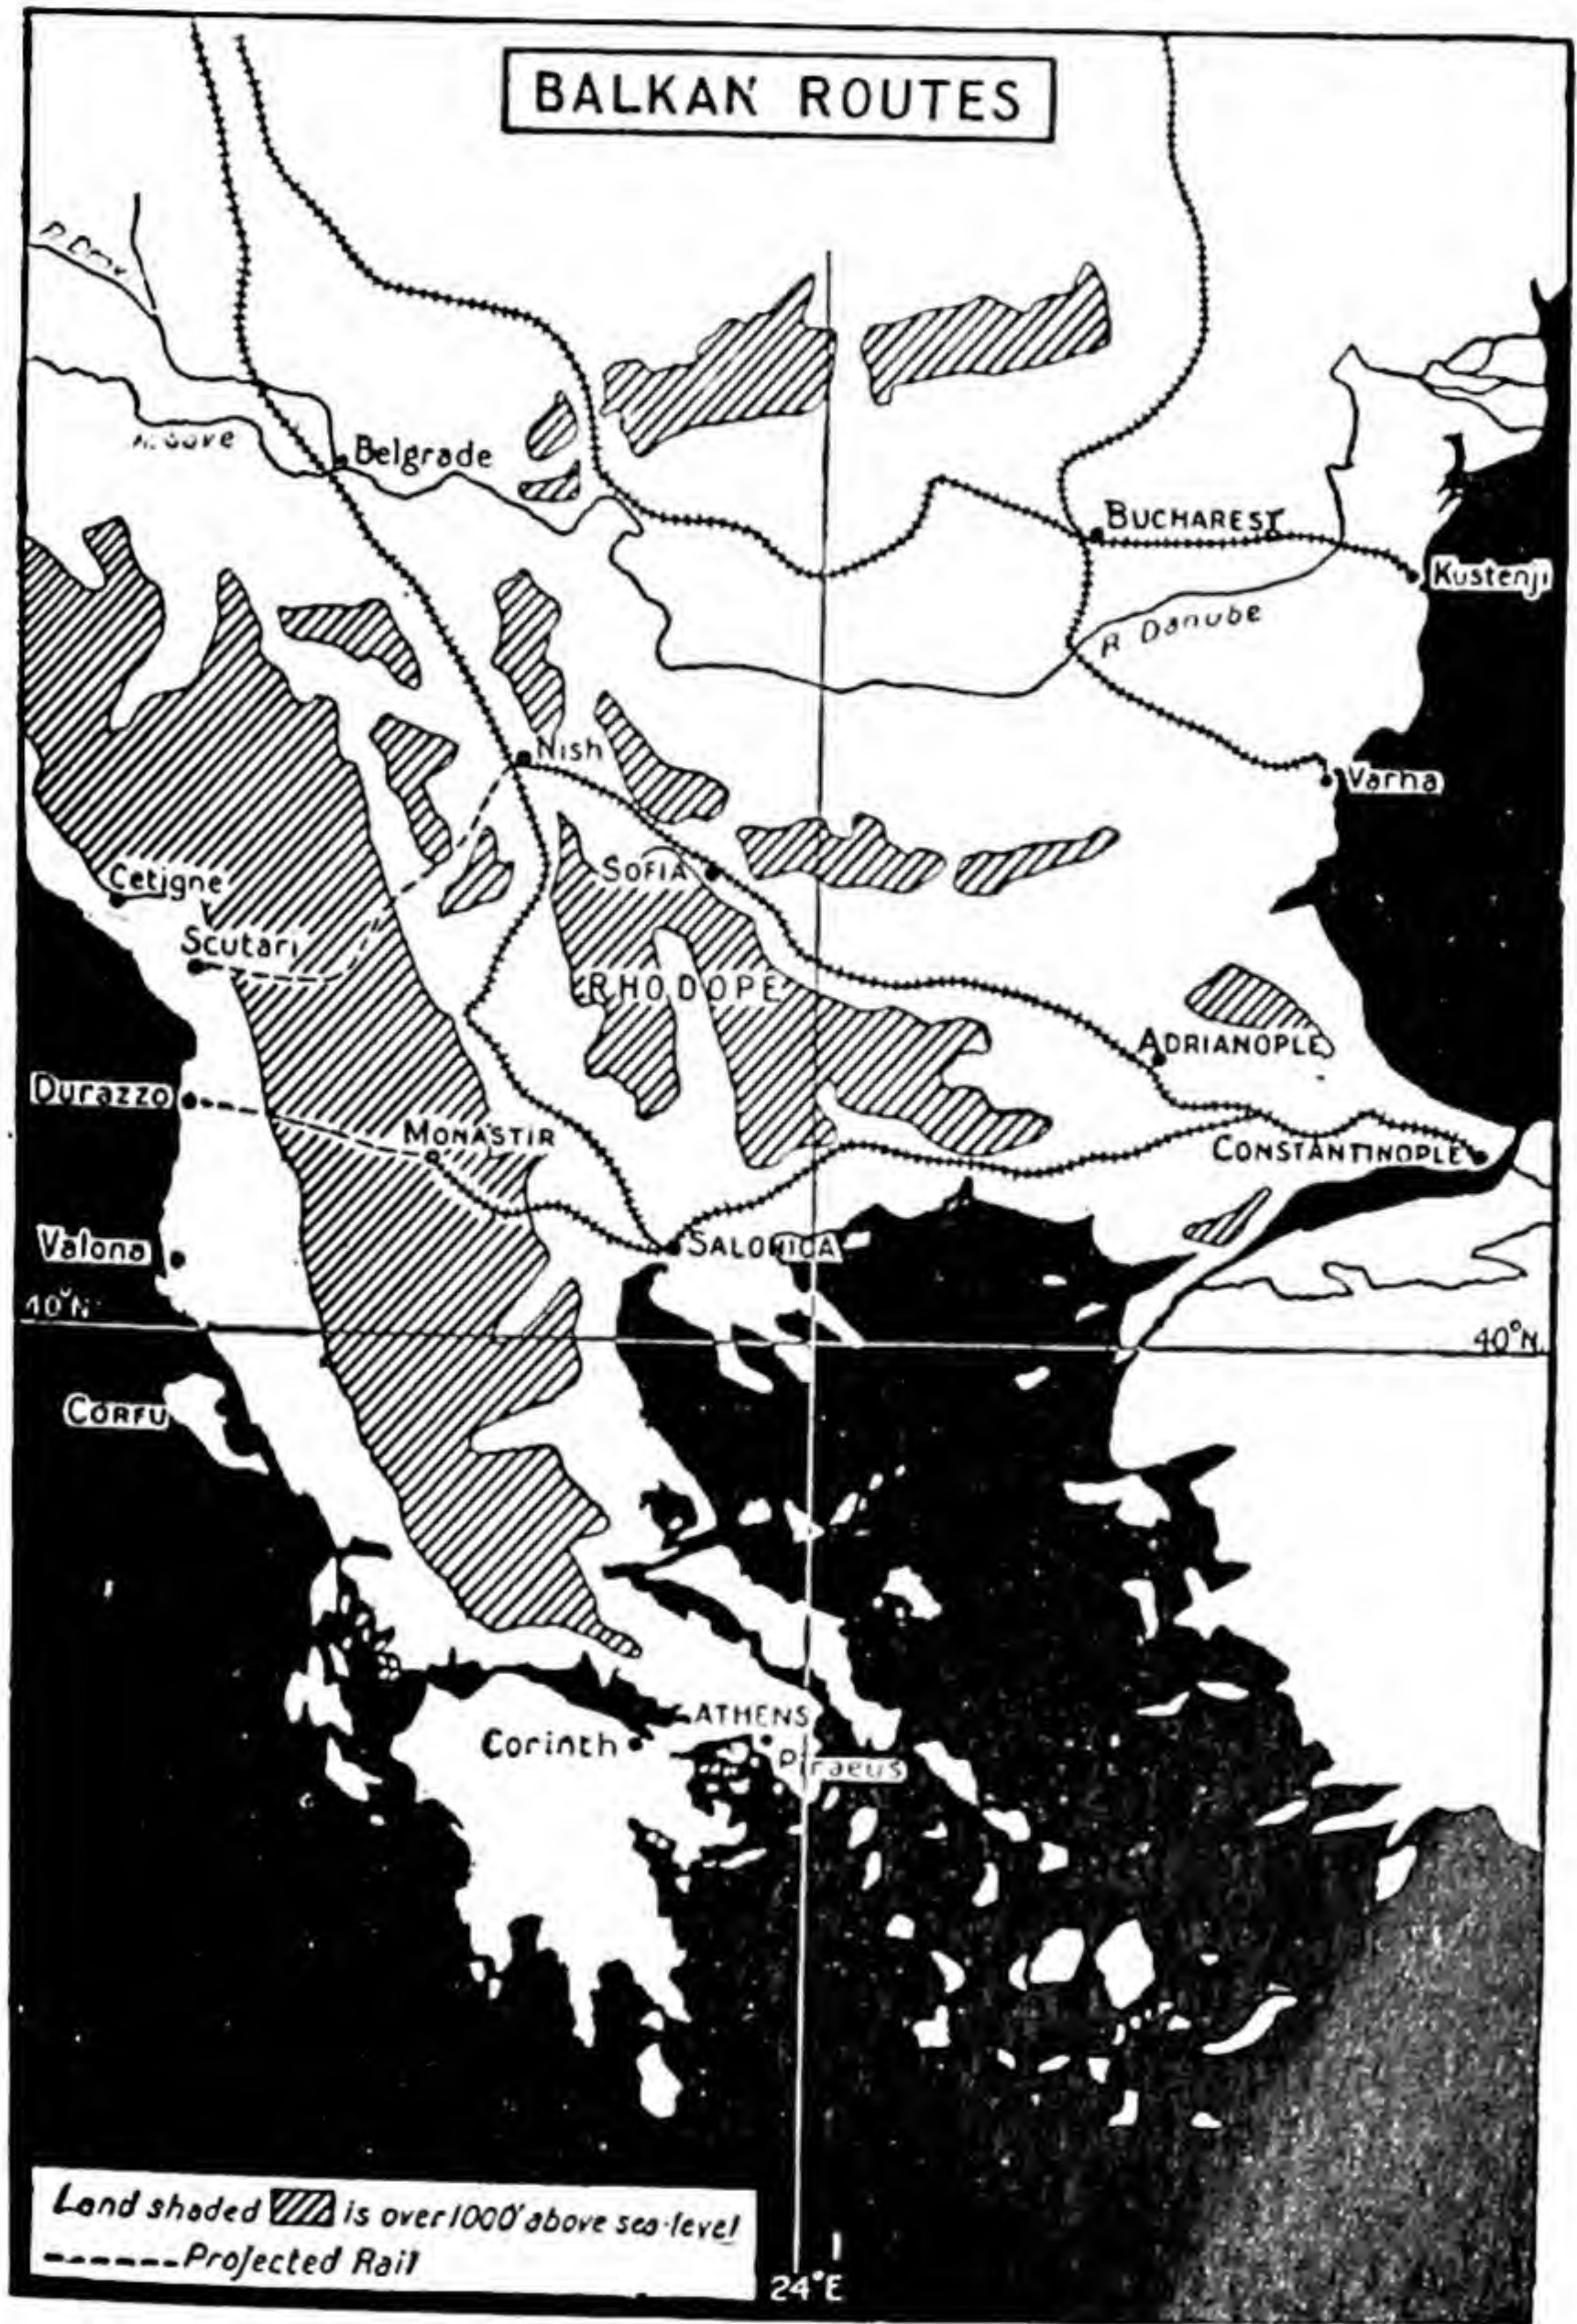 BALKAN ROUTES
R.
Belgrade
BUCHAREST
Kustenji
R Danube
Nish
Varna
Cetigne
SOFIA
Scutari
RHODOPE
ADRIANOPLE
Durazzo
MONASTIR
CONSTANTINOPLE
Valona
SALONICA
40°N
40°N.
CORFU
ATHENS
Corinth
Piraeus
Land shaded is over 1000' above sea-level
Projected Rail
24°E